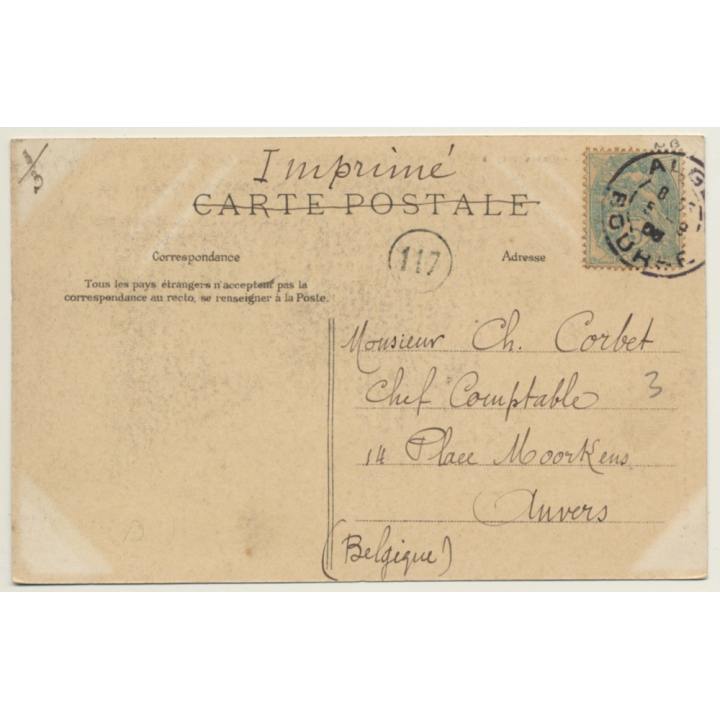 Imprimé
CARTE POSTALE
Correspondance
117
Adresse
Tous les pays étrangers n'acceptent pas la
correspondance au recto, se renseigner à la Poste.
Monsieur Ch. Corbet
Chef Comptable
3
14 Place Moorkens
Anvers
(Belgique)